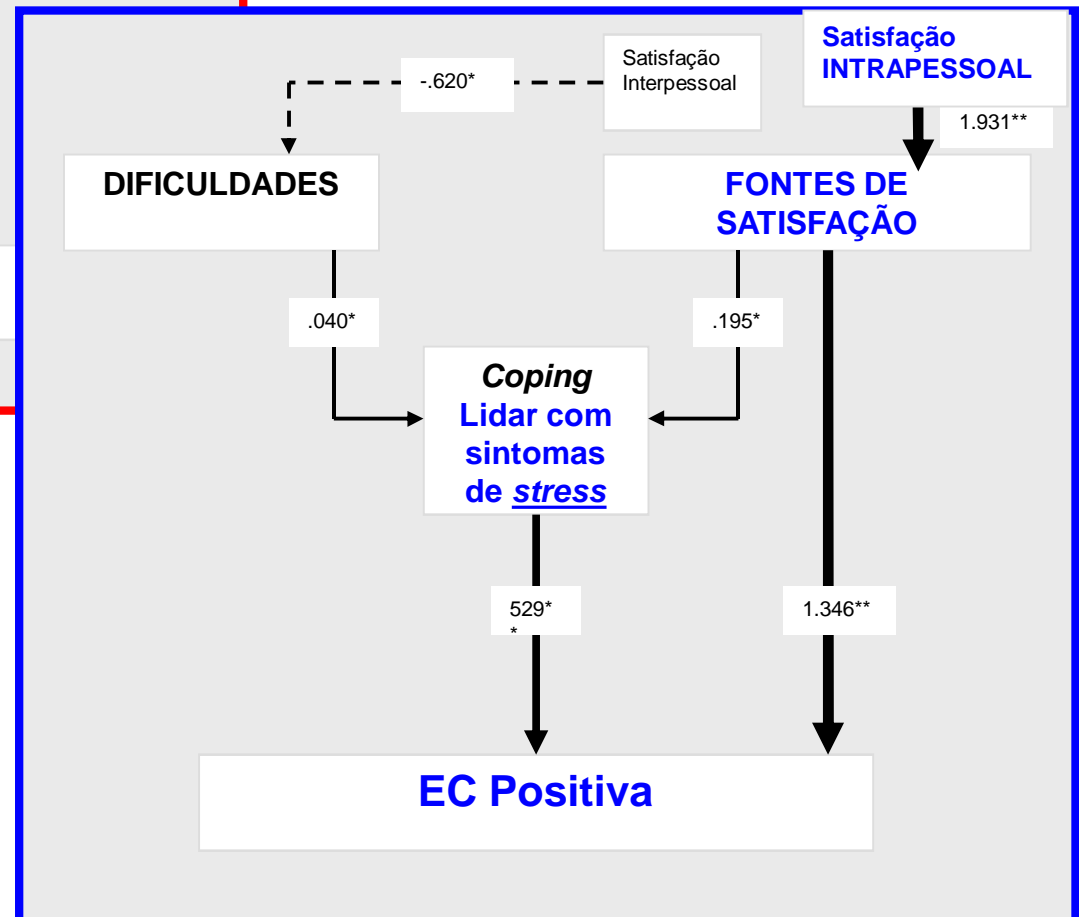 Satisfação
INTRAPESSOAL
Satisfação
Interpessoal
-.620*
1.931**
DIFICULDADES
FONTES DE
SATISFAÇÃO
.040*
.195*
Coping
Lidar com
sintomas
de stress
529*
*
1.346**
EC Positiva